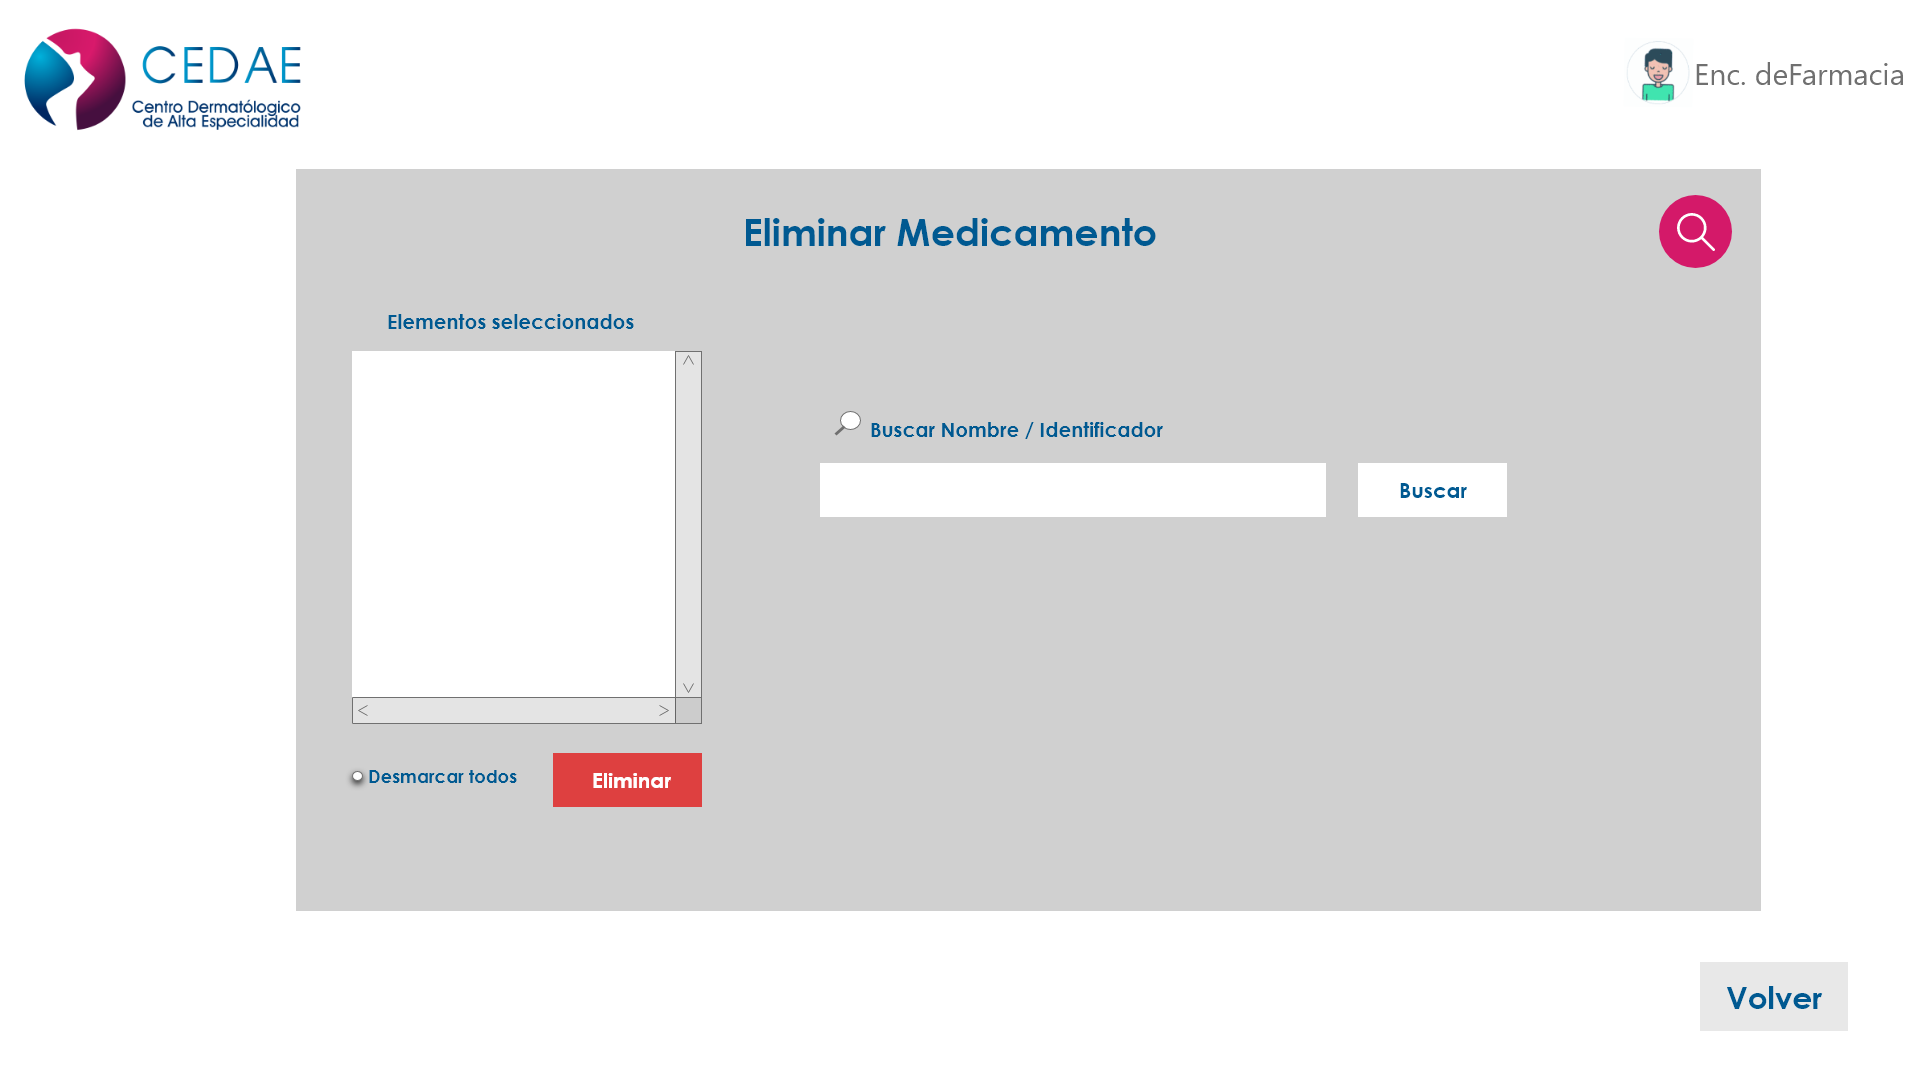 CEDAE
Centro Dermatólogico
de Alta Especialidad
Enc. deFarmacia
Eliminar Medicamento
Elementos seleccionados
Buscar Nombre / Identificador
Buscar
Desmarcar todos
Eliminar
Volver